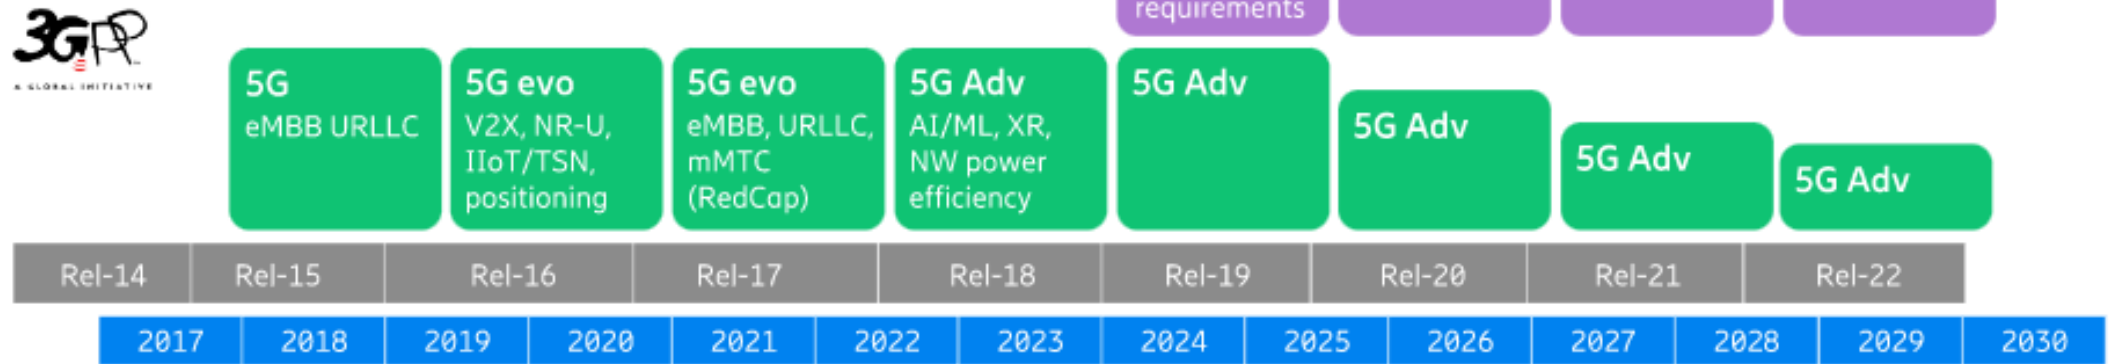 requirements
3GPP
A GLOBAL INITIATIVE
5G
eMBB URLLC
5G evo
V2X, NR-U,
IIoT/TSN,
positioning
5G evo
eMBB, URLLC,
mMTC
(RedCap)
5G Adv
AI/ML, XR,
NW power
efficiency
5G Adv
5G Adv
5G Adv
5G Adv
Rel-14 Rel-15 Rel-16 Rel-17 Rel-18 Rel-19 Rel-20 Rel-21 Rel-22
2017 2018 2019 2020 2021 2022 2023 2024 2025 2026 2027 2028 2029 2030